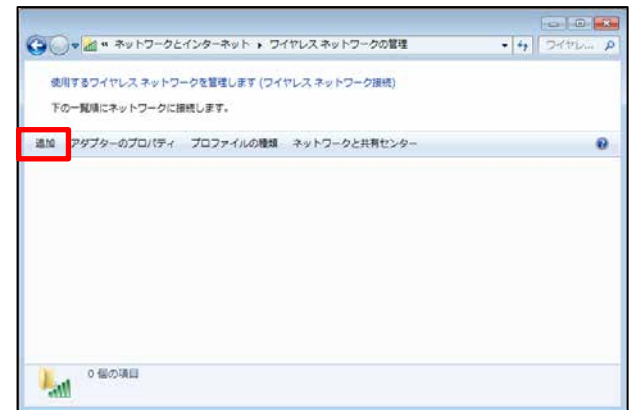 « ネットワークとインターネット ▸ ワイヤレス ネットワークの管理 ワイヤレ...
使用するワイヤレス ネットワークを管理します (ワイヤレス ネットワーク接続)
下の一覧順にネットワークに接続します。
追加 アダプターのプロパティ プロファイルの種類 ネットワークと共有センター
0 個の項目